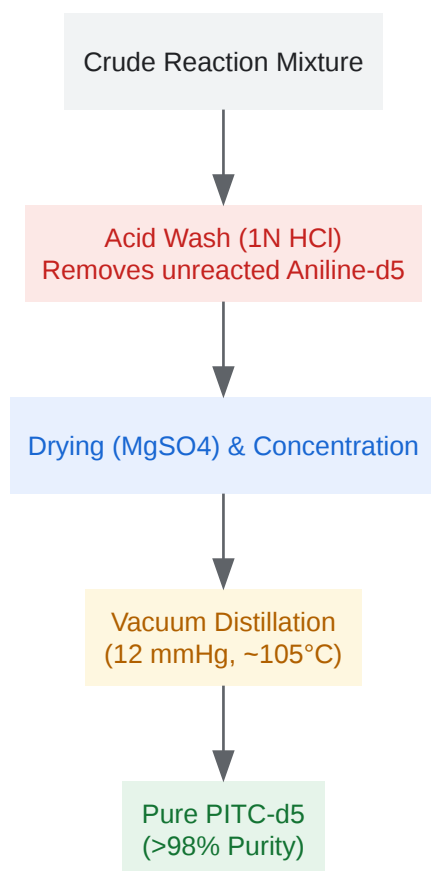 Crude Reaction Mixture
Acid Wash (1N HCl)
Removes unreacted Aniline-d5
Drying (MgSO4) & Concentration
Vacuum Distillation
(12 mmHg, ~105°C)
Pure PITC-d5
(>98% Purity)